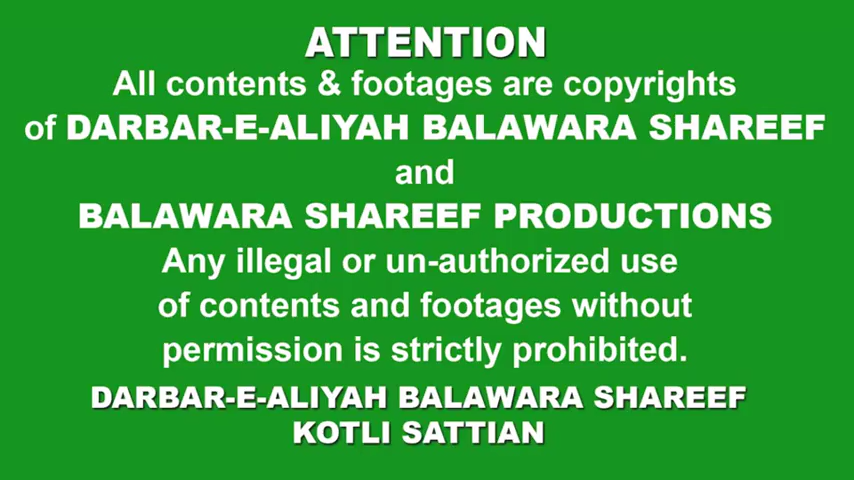 ATTENTION
All contents & footages are copyrights
of DARBAR-E-ALIYAH BALAWARA SHAREEF
and
BALAWARA SHAREEF PRODUCTIONS
Any illegal or un-authorized use
of contents and footages without
permission is strictly prohibited.
DARBAR-E-ALIYAH BALAWARA SHAREEF
KOTLI SATTIAN